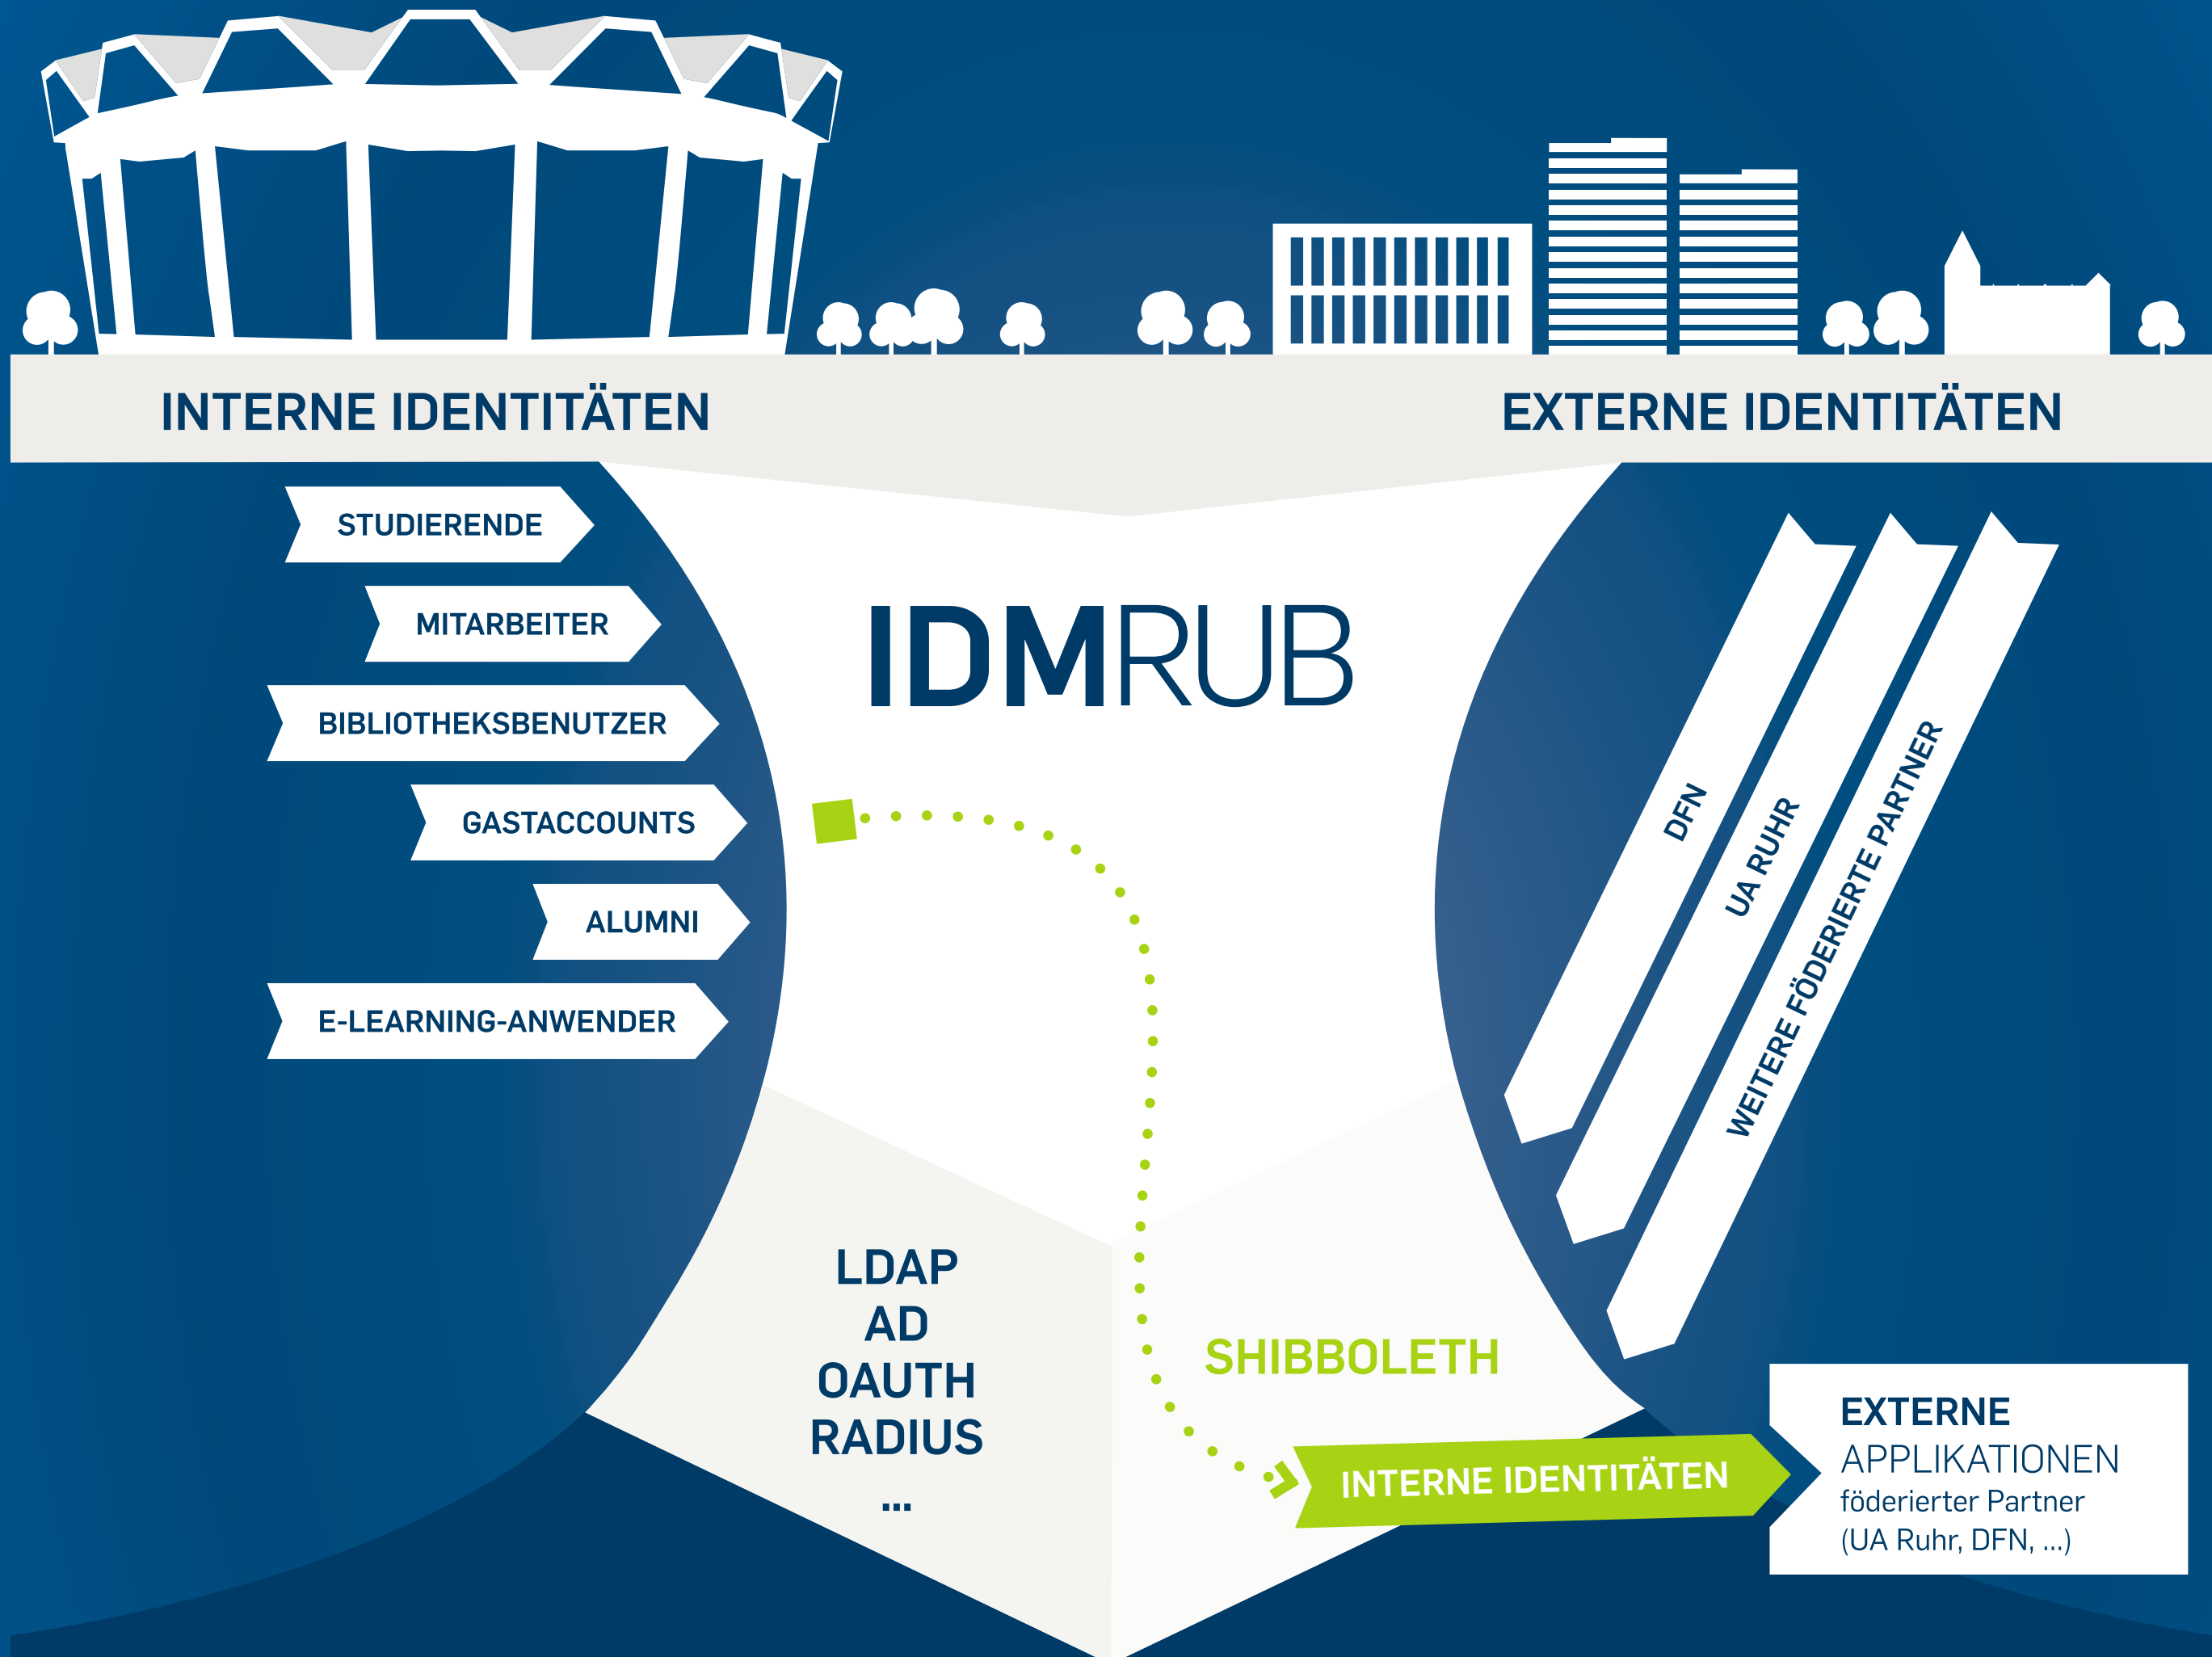 INTERNE IDENTITÄTEN
EXTERNE IDENTITÄTEN
STUDIERENDE
MITARBEITER
BIBLIOTHEKSBENUTZER
GASTACCOUNTS
ALUMNI
E-LEARNING-ANWENDER
IDMRUB
DFN
UA RUHR
WEITERE FÖDERIERTE PARTNER
LDAP
AD
OAUTH
RADIUS
...
SHIBBOLETH
INTERNE IDENTITÄTEN
EXTERNE
APPLIKATIONEN
föderierter Partner
(UA Ruhr, DFN, ...)